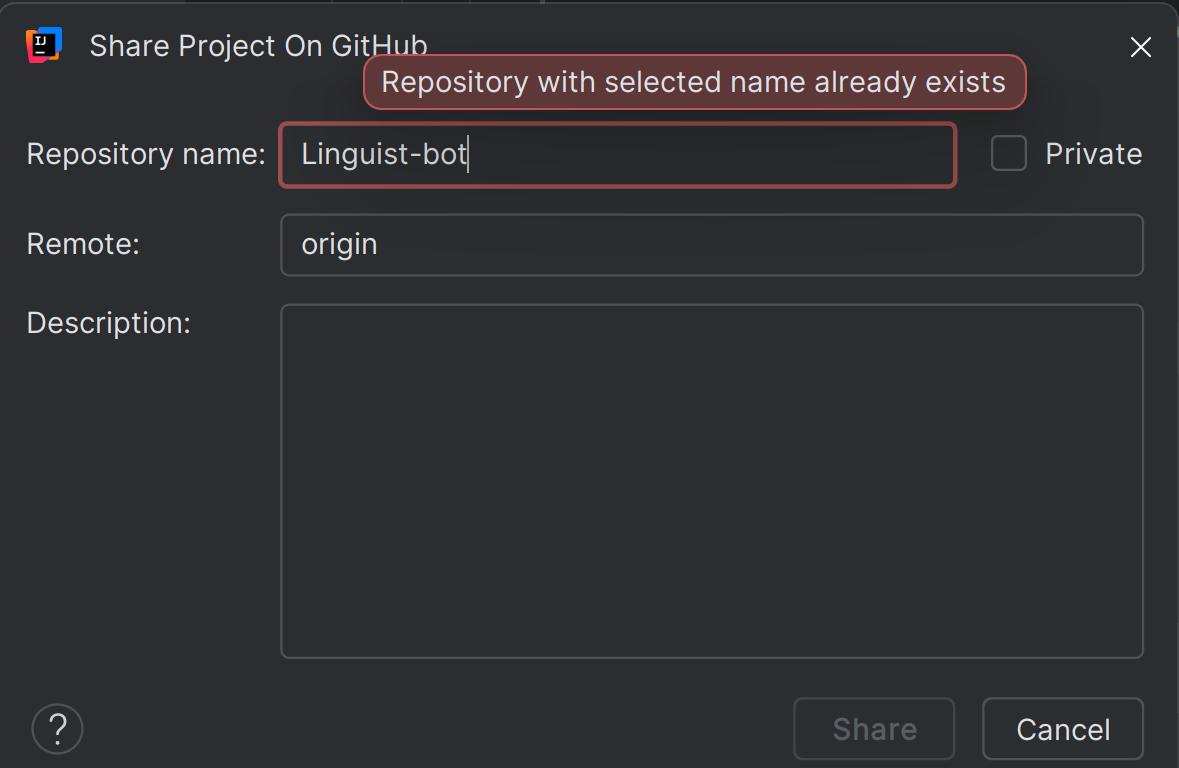 IJ
Share Project On GitHub
Repository with selected name already exists
Repository name: Linguist-bot Private
Remote: origin
Description:
?
Share Cancel